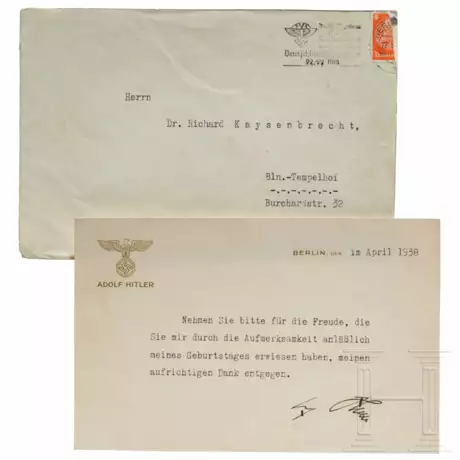 Herrn
Dr. Richard Kaysenbrecht,
Bln.-Tempelhof
-.-.-.-.-.-.-
Burchardstr. 32
ADOLF HITLER
BERLIN, DEN im April 1938
Nehmen Sie bitte für die Freude, die
Sie mir durch die Aufmerksamkeit anläßlich
meines Geburtstages erwiesen haben, meinen
aufrichtigen Dank entgegen.